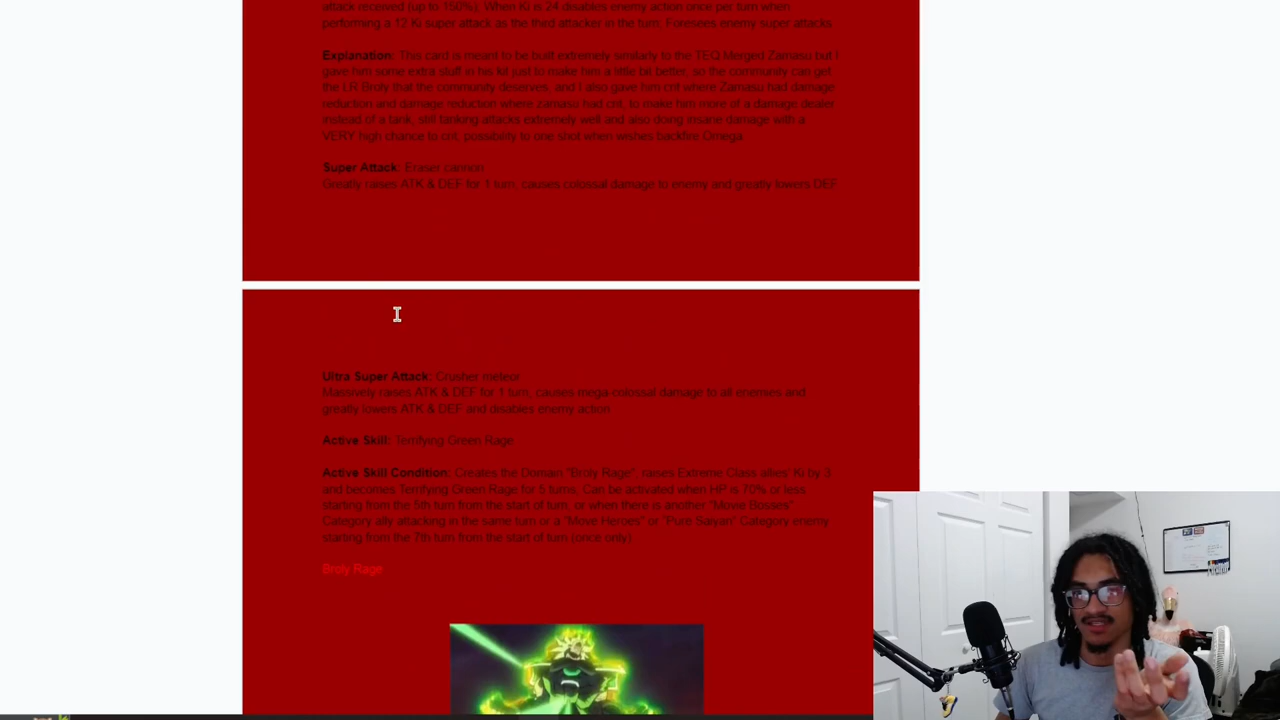 attack received (up to 150%); When Ki is 24 disables enemy action once per turn when
performing a 12 Ki super attack as the third attacker in the turn; Foresees enemy super attacks
Explanation: This card is meant to be built extremely similarly to the TEQ Merged Zamasu but I
gave him some extra stuff in his kit just to make him a little bit better, so the community can get
the LR Broly that the community deserves, and I also gave him crit where Zamasu had damage
reduction and damage reduction where zamasu had crit, to make him more of a damage dealer
instead of a tank, still tanking attacks extremely well and also doing insane damage with a
VERY high chance to crit, possibility to one shot when wishes backfire Omega
Super Attack: Eraser cannon
Greatly raises ATK & DEF for 1 turn, causes colossal damage to enemy and greatly lowers DEF
Ultra Super Attack: Crusher meteor
Massively raises ATK & DEF for 1 turn, causes mega-colossal damage to all enemies and
greatly lowers ATK & DEF and disables enemy action
Active Skill: Terrifying Green Rage
Active Skill Condition: Creates the Domain "Broly Rage", raises Extreme Class allies' Ki by 3
and becomes Terrifying Green Rage for 5 turns; Can be activated when HP is 70% or less
starting from the 5th turn from the start of turn; or when there is another "Movie Bosses"
Category ally attacking in the same turn or a "Move Heroes" or "Pure Saiyan" Category enemy
starting from the 7th turn from the start of turn (once only)
Broly Rage